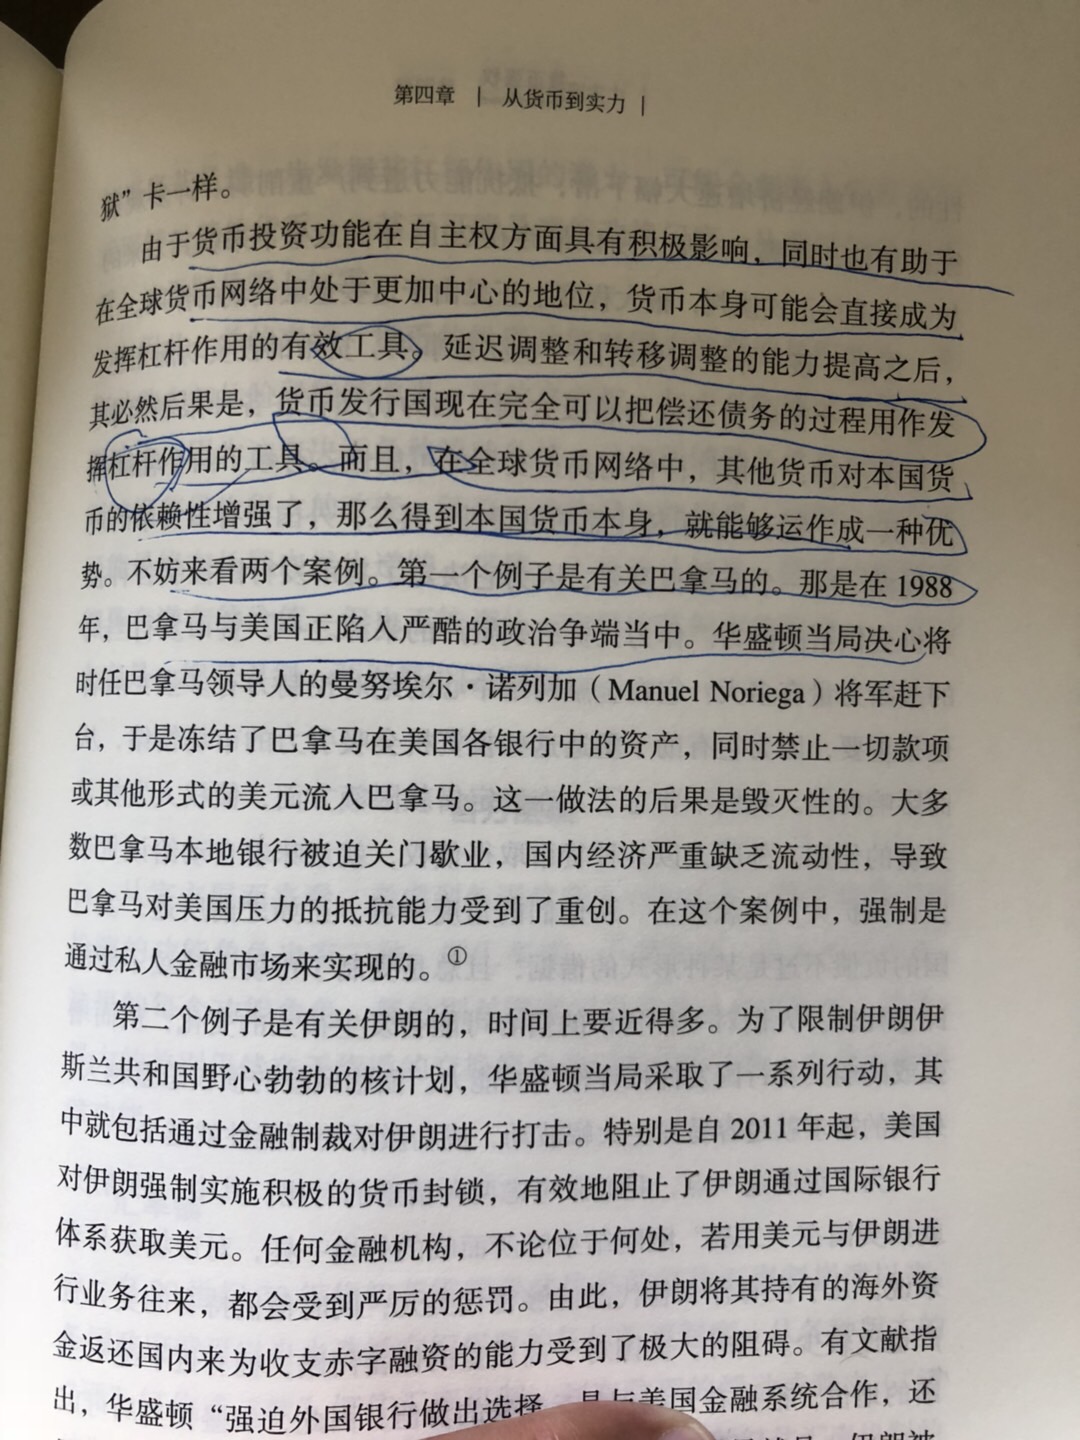 第四章 | 从货币到实力 |
狱”卡一样。
由于货币投资功能在自主权方面具有积极影响，同时也有助于
在全球货币网络中处于更加中心的地位，货币本身可能会直接成为
发挥杠杆作用的有效工具。延迟调整和转移调整的能力提高之后，
其必然后果是，货币发行国现在完全可以把偿还债务的过程用作发
挥杠杆作用的工具。而且，在全球货币网络中，其他货币对本国货
币的依赖性增强了，那么得到本国货币本身，就能够运作成一种优
势。不妨来看两个案例。第一个例子是有关巴拿马的。那是在 1988
年，巴拿马与美国正陷入严酷的政治争端当中。华盛顿当局决心将
时任巴拿马领导人的曼努埃尔·诺列加（Manuel Noriega）将军赶下
台，于是冻结了巴拿马在美国各银行中的资产，同时禁止一切款项
或其他形式的美元流入巴拿马。这一做法的后果是毁灭性的。大多
数巴拿马本地银行被迫关门歇业，国内经济严重缺乏流动性，导致
巴拿马对美国压力的抵抗能力受到了重创。在这个案例中，强制是
通过私人金融市场来实现的。①
第二个例子是有关伊朗的，时间上要近得多。为了限制伊朗伊
斯兰共和国野心勃勃的核计划，华盛顿当局采取了一系列行动，其
中就包括通过金融制裁对伊朗进行打击。特别是自 2011 年起，美国
对伊朗强制实施积极的货币封锁，有效地阻止了伊朗通过国际银行
体系获取美元。任何金融机构，不论位于何处，若用美元与伊朗进
行业务往来，都会受到严厉的惩罚。由此，伊朗将其持有的海外资
金返还国内来为收支赤字融资的能力受到了极大的阻碍。有文献指
出，华盛顿“强迫外国银行做出选择，是与美国金融系统合作，还